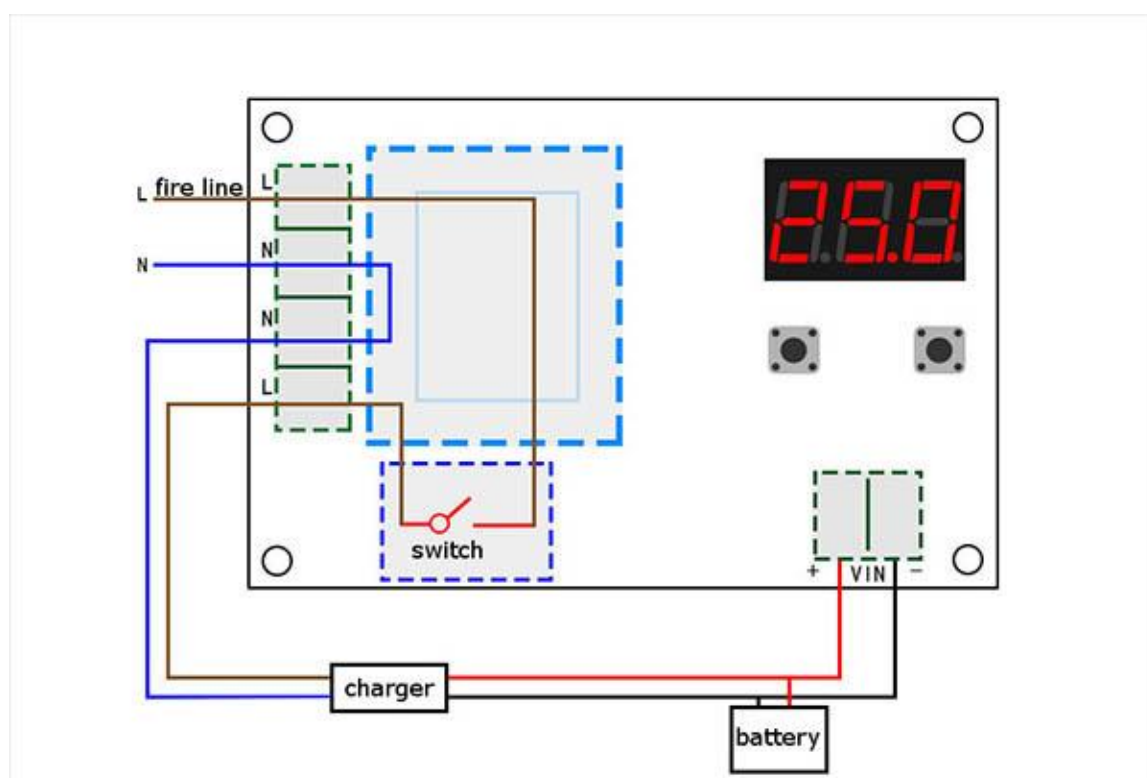 L fire line L
25.0
N N
N
L
switch
+ VIN -
charger
battery